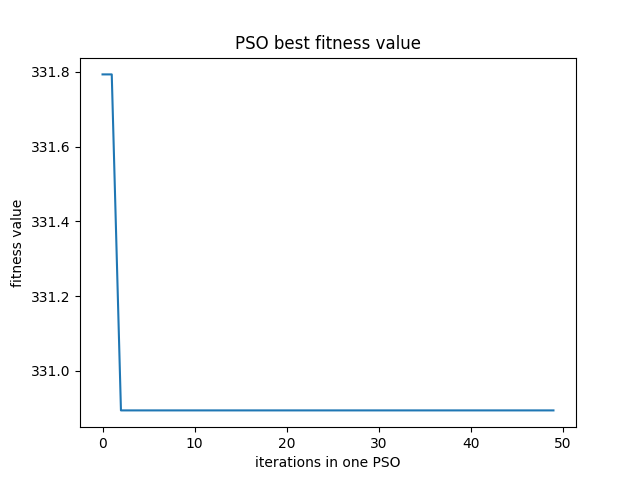 PSO best fitness value
331.8
331.6
331.4
331.2
331.0
fitness value
0 10 20 30 40 50
iterations in one PSO